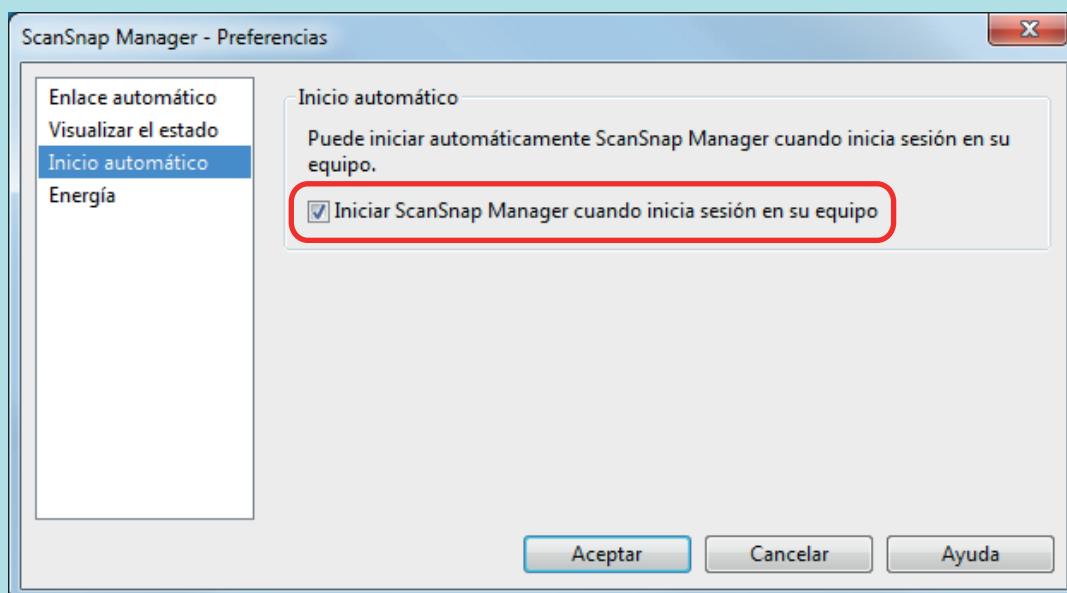 ScanSnap Manager - Preferencias
Enlace automático
Visualizar el estado
Inicio automático
Energía
Inicio automático
Puede iniciar automáticamente ScanSnap Manager cuando inicia sesión en su
equipo.
Iniciar ScanSnap Manager cuando inicia sesión en su equipo
Aceptar
Cancelar
Ayuda